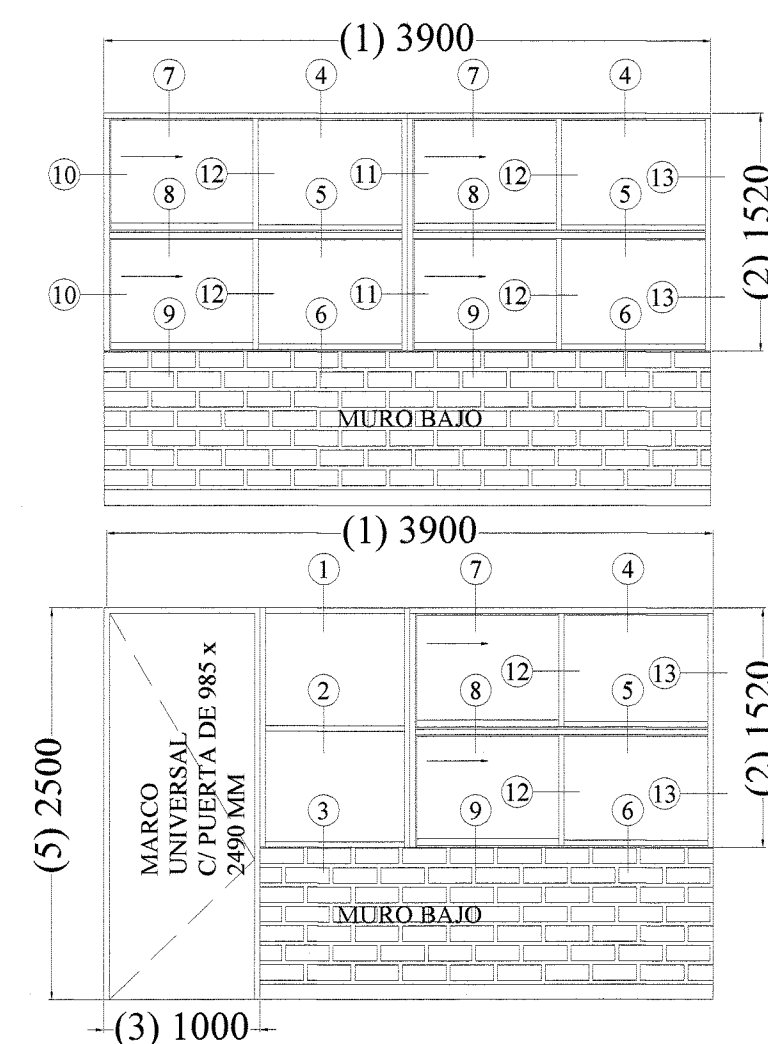 (1) 3900
7 4 7 4
10 12 11 12 13
8 5 8 5
(2) 1520
10 12 11 12 13
9 6 9 6
MURO BAJO
(1) 3900
1 7 4
12 13
2 8 5
(2) 1520
12 13
3 9 6
(5) 2500
MARCO
UNIVERSAL
C/ PUERTA DE 985 x
2490 MM
MURO BAJO
(3) 1000